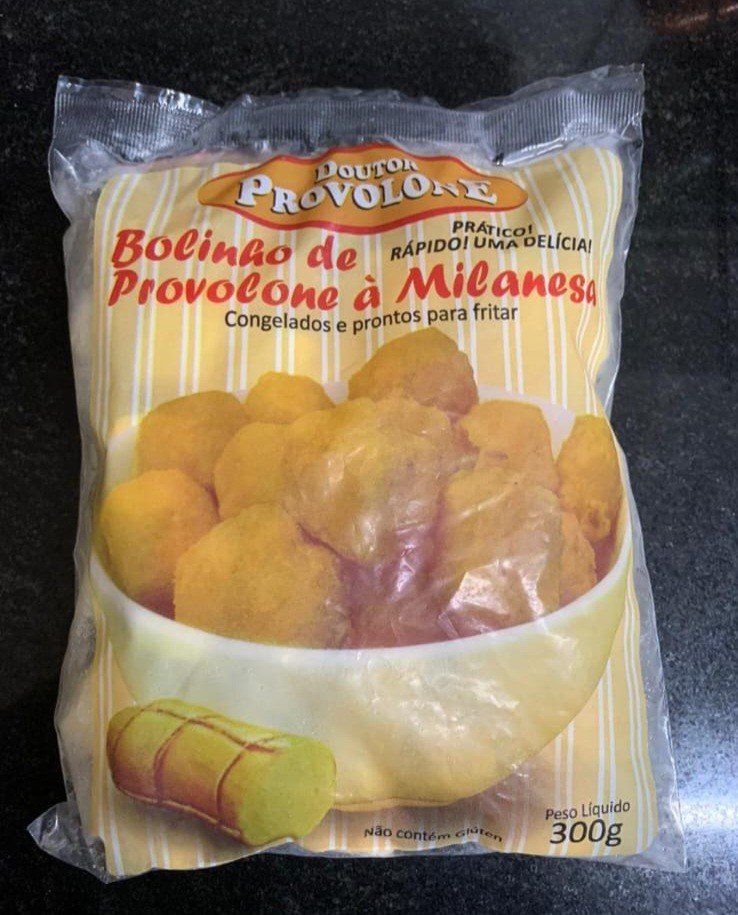 DOUTOR
PROVOLONE
PRÁTICO!
RÁPIDO! UMA DELÍCIA!
Bolinho de
Provolone à Milanesa
Congelados e prontos para fritar
Não contém Glúten
Peso Líquido
300g